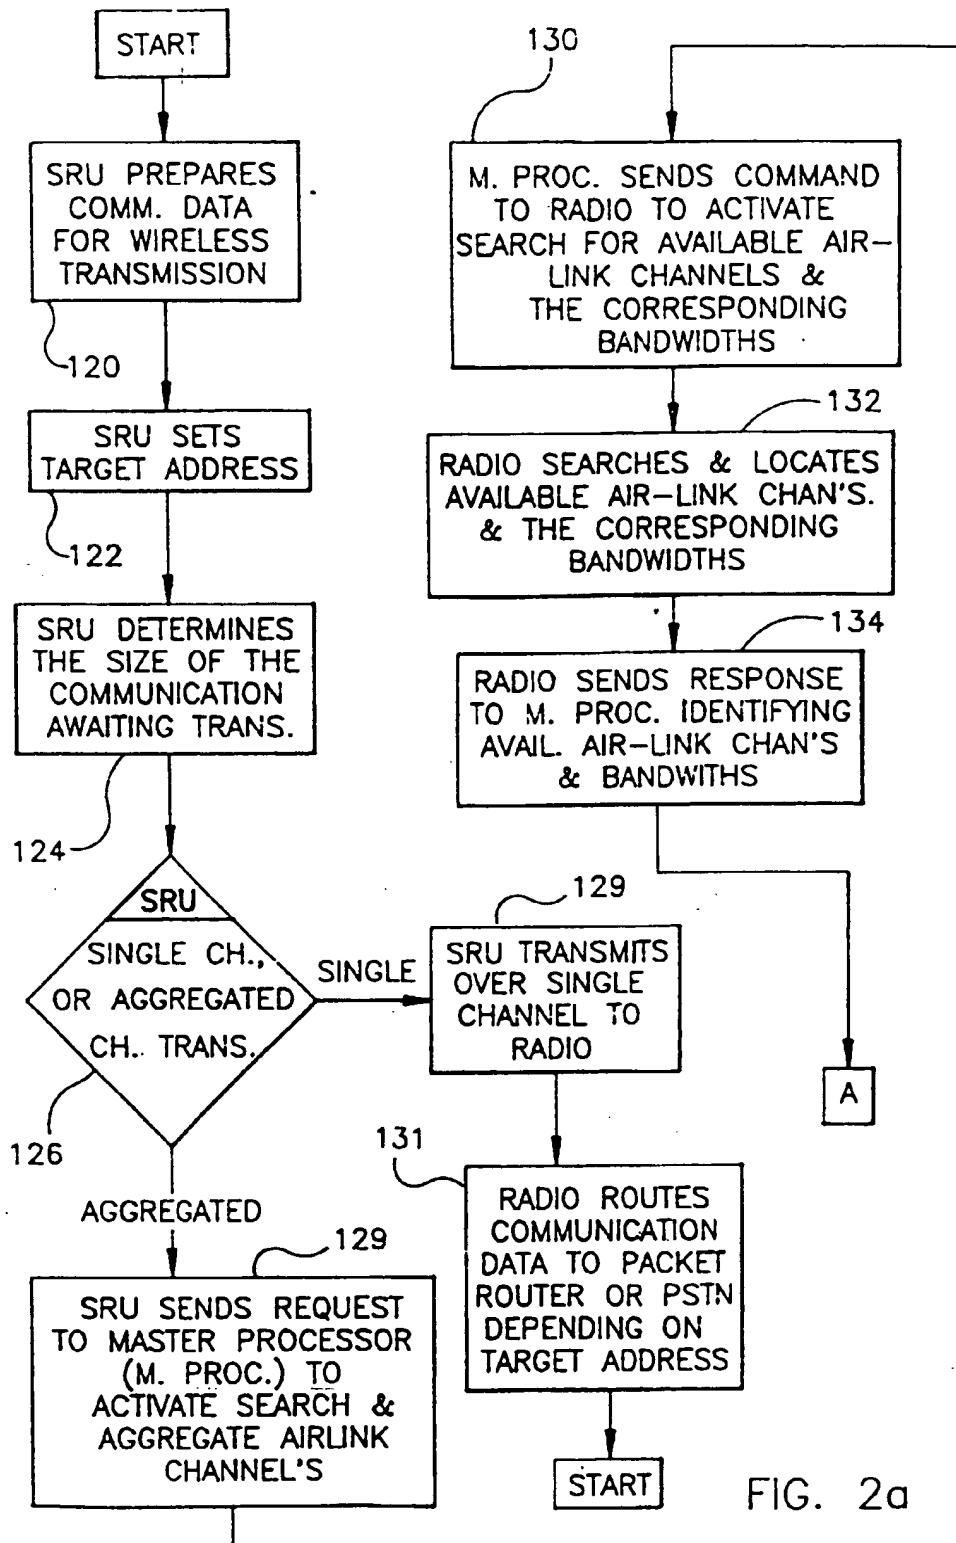 START
SRU PREPARES
COMM. DATA
FOR WIRELESS
TRANSMISSION
120
SRU SETS
TARGET ADDRESS
122
SRU DETERMINES
THE SIZE OF THE
COMMUNICATION
AWAITING TRANS.
124
SRU
SINGLE CH.,
OR AGGREGATED
CH. TRANS.
126
SINGLE
AGGREGATED
129
SRU SENDS REQUEST
TO MASTER PROCESSOR
(M. PROC.) TO
ACTIVATE SEARCH &
AGGREGATE AIRLINK
CHANNEL'S
129
SRU TRANSMITS
OVER SINGLE
CHANNEL TO
RADIO
131
RADIO ROUTES
COMMUNICATION
DATA TO PACKET
ROUTER OR PSTN
DEPENDING ON
TARGET ADDRESS
START
130
M. PROC. SENDS COMMAND
TO RADIO TO ACTIVATE
SEARCH FOR AVAILABLE AIR-
LINK CHANNELS &
THE CORRESPONDING
BANDWIDTHS
132
RADIO SEARCHES & LOCATES
AVAILABLE AIR-LINK CHAN'S.
& THE CORRESPONDING
BANDWIDTHS
134
RADIO SENDS RESPONSE
TO M. PROC. IDENTIFYING
AVAIL. AIR-LINK CHAN'S
& BANDWITHS
A
FIG. 2a